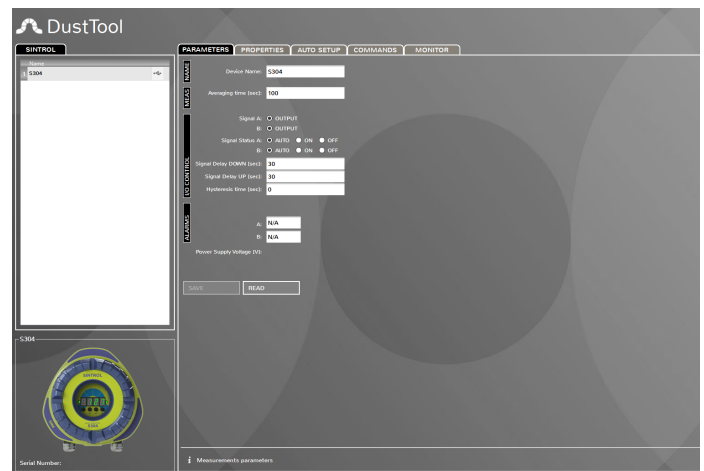 DustTool
SINTROL
PARAMETERS PROPERTIES AUTO SETUP COMMANDS MONITOR
Name
1 S304
NAME
Device Name: S304
MEAS
Averaging time (sec): 100
I/O CONTROL
Signal A: OUTPUT
B: OUTPUT
Signal Status A: AUTO ON OFF
B: AUTO ON OFF
Signal Delay DOWN (sec): 30
Signal Delay UP (sec): 30
Hysteresis time (sec): 0
ALARMS
A: N/A
B: N/A
Power Supply Voltage (V):
SAVE READ
S304
SINTROL
S304
Serial Number:
i Measurements parameters